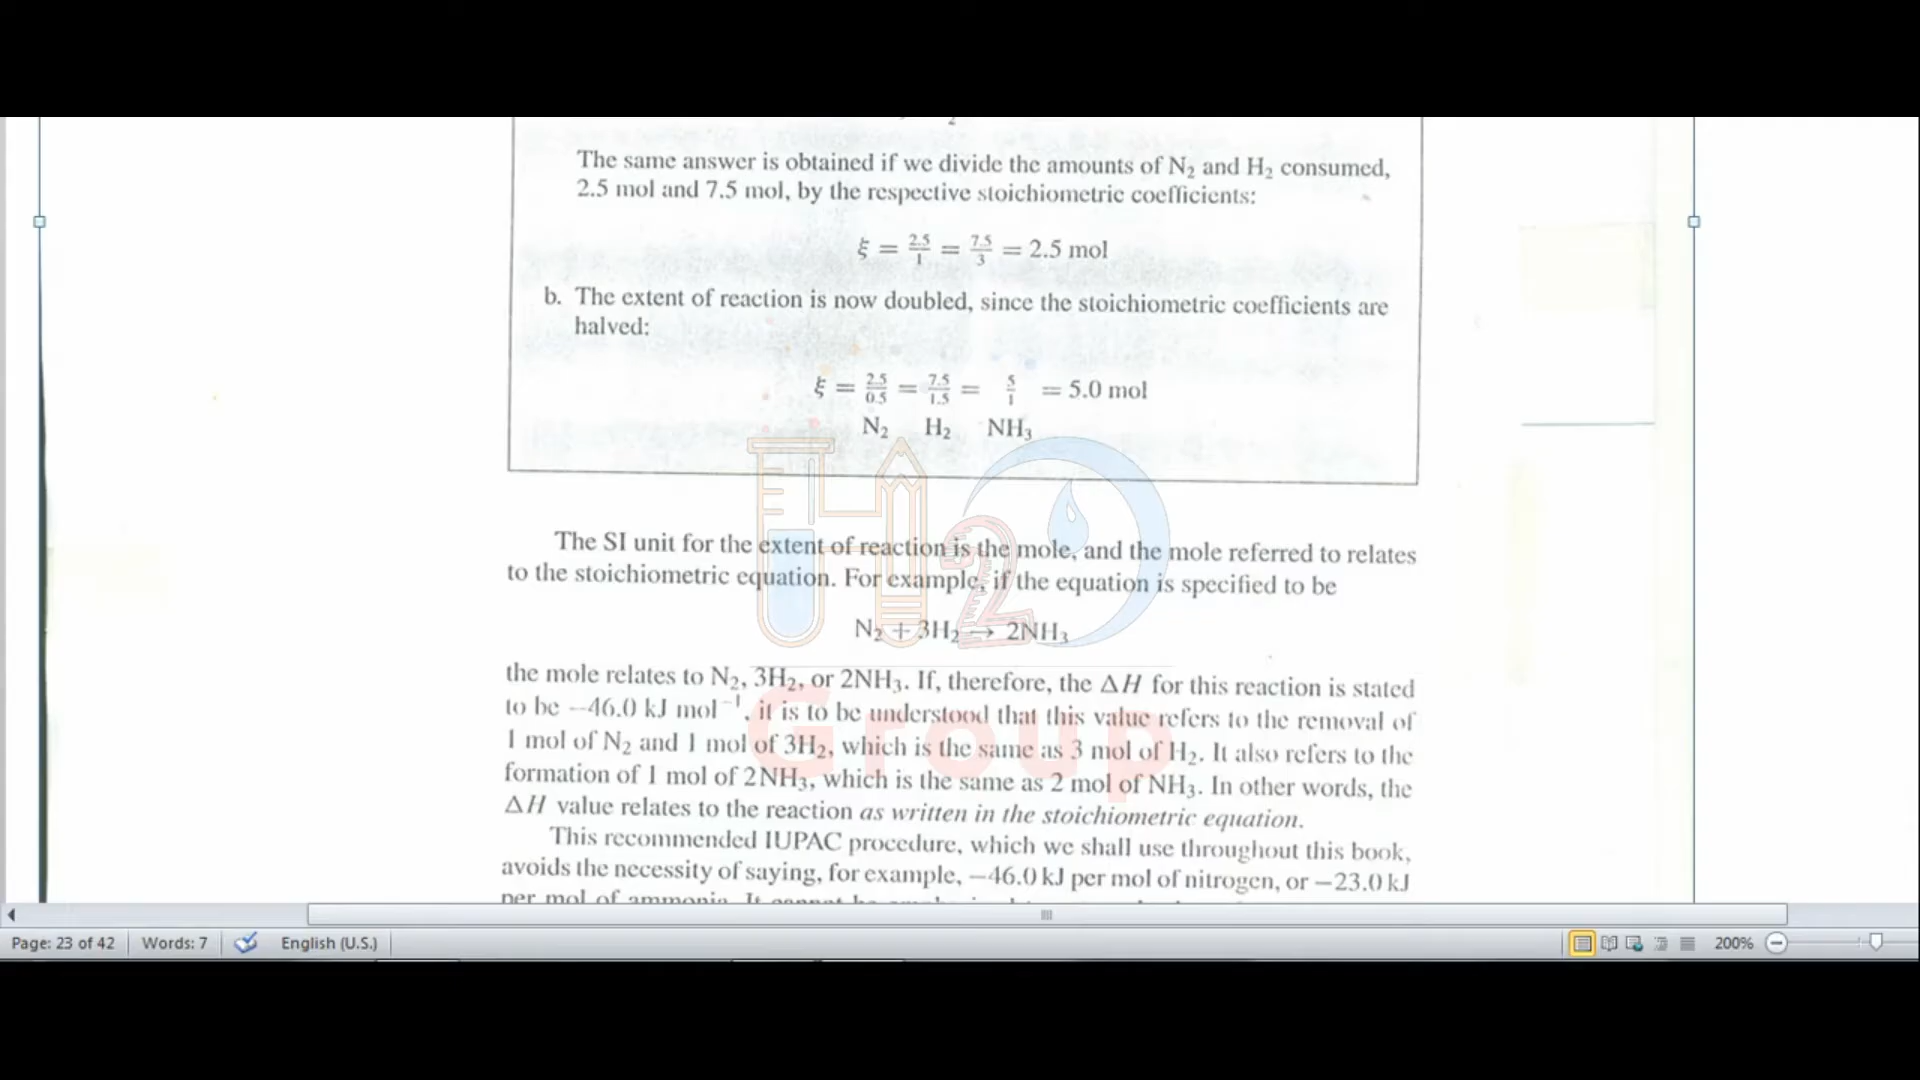 2
The same answer is obtained if we divide the amounts of N₂ and H₂ consumed,
2.5 mol and 7.5 mol, by the respective stoichiometric coefficients:
ξ = 2.5/1 = 7.5/3 = 2.5 mol
b. The extent of reaction is now doubled, since the stoichiometric coefficients are
halved:
ξ = 2.5/0.5 = 7.5/1.5 = 5/1 = 5.0 mol
N₂ H₂ NH₃
H2O
The SI unit for the extent of reaction is the mole, and the mole referred to relates
to the stoichiometric equation. For example, if the equation is specified to be
N₂ + 3H₂ → 2NH₃
the mole relates to N₂, 3H₂, or 2NH₃. If, therefore, the ΔH for this reaction is stated
to be −46.0 kJ mol⁻¹, it is to be understood that this value refers to the removal of
Group
1 mol of N₂ and 1 mol of 3H₂, which is the same as 3 mol of H₂. It also refers to the
formation of 1 mol of 2NH₃, which is the same as 2 mol of NH₃. In other words, the
ΔH value relates to the reaction as written in the stoichiometric equation.
This recommended IUPAC procedure, which we shall use throughout this book,
avoids the necessity of saying, for example, −46.0 kJ per mol of nitrogen, or −23.0 kJ
per mol of ammonia. It cannot be
Page: 23 of 42 Words: 7 English (U.S.) 200%